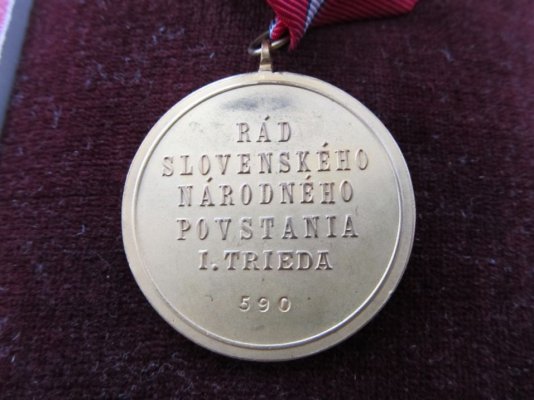 RÁD
SLOVENSKÉHO
NÁRODNÉHO
POVSTANIA
I. TRIEDA
590